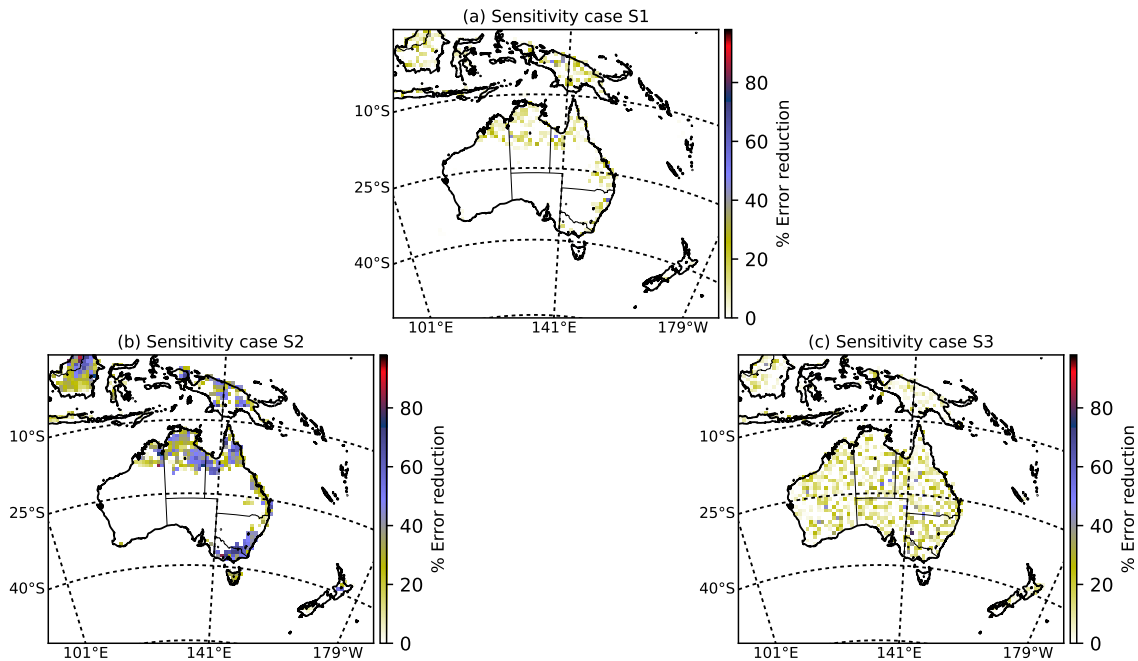 (a) Sensitivity case S1
10°S
25°S
40°S
101°E 141°E 179°W
0
20
40
60
80
% Error reduction
(b) Sensitivity case S2
10°S
25°S
40°S
101°E 141°E 179°W
0
20
40
60
80
% Error reduction
(c) Sensitivity case S3
10°S
25°S
40°S
101°E 141°E 179°W
0
20
40
60
80
% Error reduction